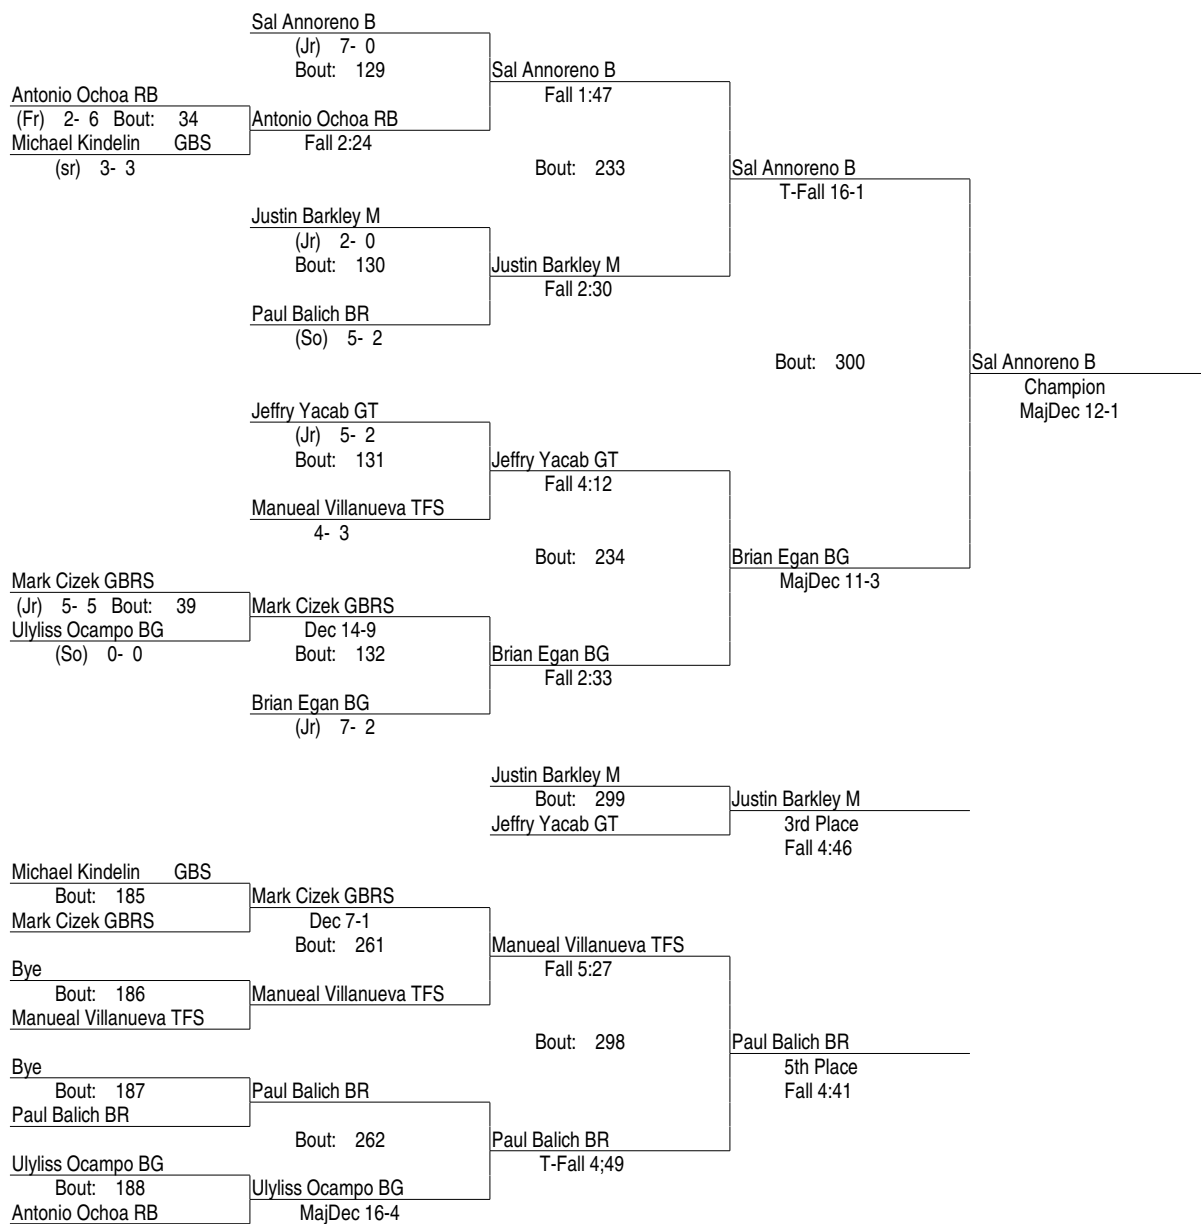 Sal Annoreno B
(Jr) 7- 0
Bout: 129
Sal Annoreno B
Fall 1:47
Antonio Ochoa RB
(Fr) 2- 6 Bout: 34
Antonio Ochoa RB
Michael Kindelin GBS
Fall 2:24
(sr) 3- 3
Bout: 233
Sal Annoreno B
T-Fall 16-1
Justin Barkley M
(Jr) 2- 0
Bout: 130
Justin Barkley M
Fall 2:30
Paul Balich BR
(So) 5- 2
Bout: 300
Sal Annoreno B
Champion
MajDec 12-1
Jeffry Yacab GT
(Jr) 5- 2
Bout: 131
Jeffry Yacab GT
Fall 4:12
Manueal Villanueva TFS
4- 3
Bout: 234
Brian Egan BG
MajDec 11-3
Mark Cizek GBRS
(Jr) 5- 5 Bout: 39
Mark Cizek GBRS
Ulyliss Ocampo BG
Dec 14-9
(So) 0- 0
Bout: 132
Brian Egan BG
Fall 2:33
Brian Egan BG
(Jr) 7- 2
Justin Barkley M
Bout: 299
Justin Barkley M
Jeffry Yacab GT
3rd Place
Fall 4:46
Michael Kindelin GBS
Bout: 185
Mark Cizek GBRS
Mark Cizek GBRS
Dec 7-1
Bout: 261
Manueal Villanueva TFS
Fall 5:27
Bye
Bout: 186
Manueal Villanueva TFS
Manueal Villanueva TFS
Bout: 298
Paul Balich BR
5th Place
Fall 4:41
Bye
Bout: 187
Paul Balich BR
Paul Balich BR
Bout: 262
Paul Balich BR
T-Fall 4;49
Ulyliss Ocampo BG
Bout: 188
Ulyliss Ocampo BG
Antonio Ochoa RB
MajDec 16-4